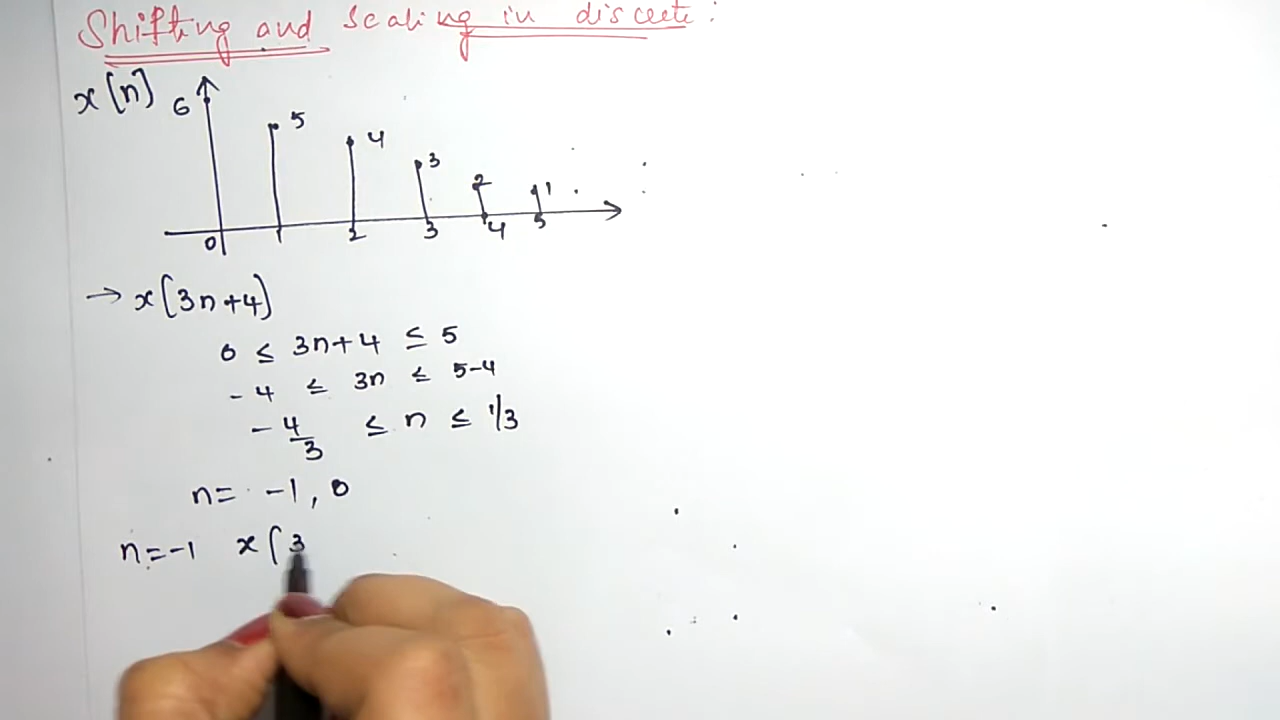 Shifting and Scaling in discrete :
x[n]
6
5
4
3
2
1
0 1 2 3 4 5
→ x[3n+4]
0 ≤ 3n+4 ≤ 5
-4 ≤ 3n ≤ 5-4
-4/3 ≤ n ≤ 1/3
n = -1, 0
n = -1 x[3